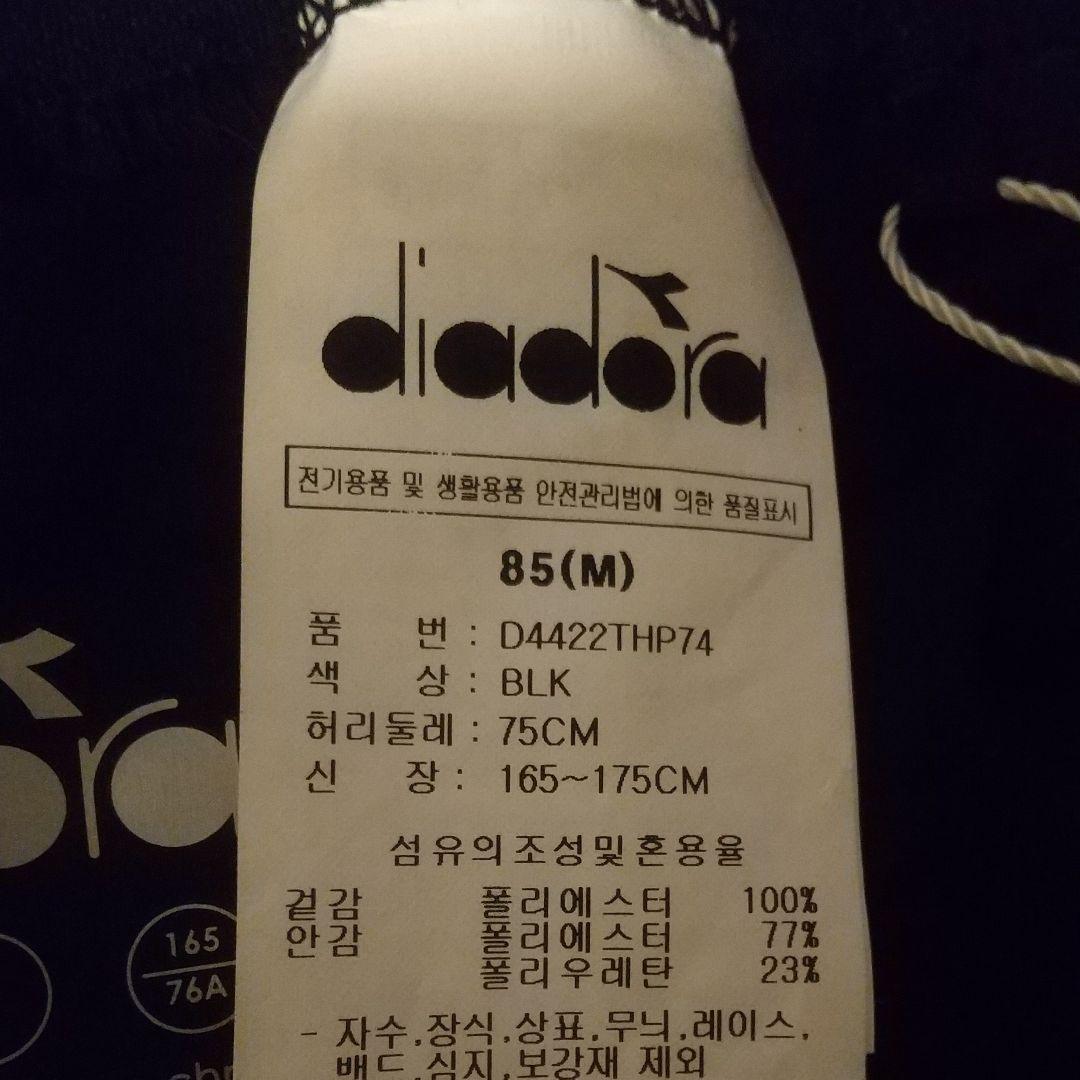 diadora
전기용품 및 생활용품 안전관리법에 의한 품질표시
85(M)
품 번 : D4422THP74
색 상 : BLK
허리둘레 : 75CM
신 장 : 165~175CM
섬유의조성및혼용율
겉감 폴리에스터 100%
안감 폴리에스터 77%
폴리우레탄 23%
- 자수,장식,상표,무늬,레이스,
배드,심지,보강재 제외
ora
165
76A